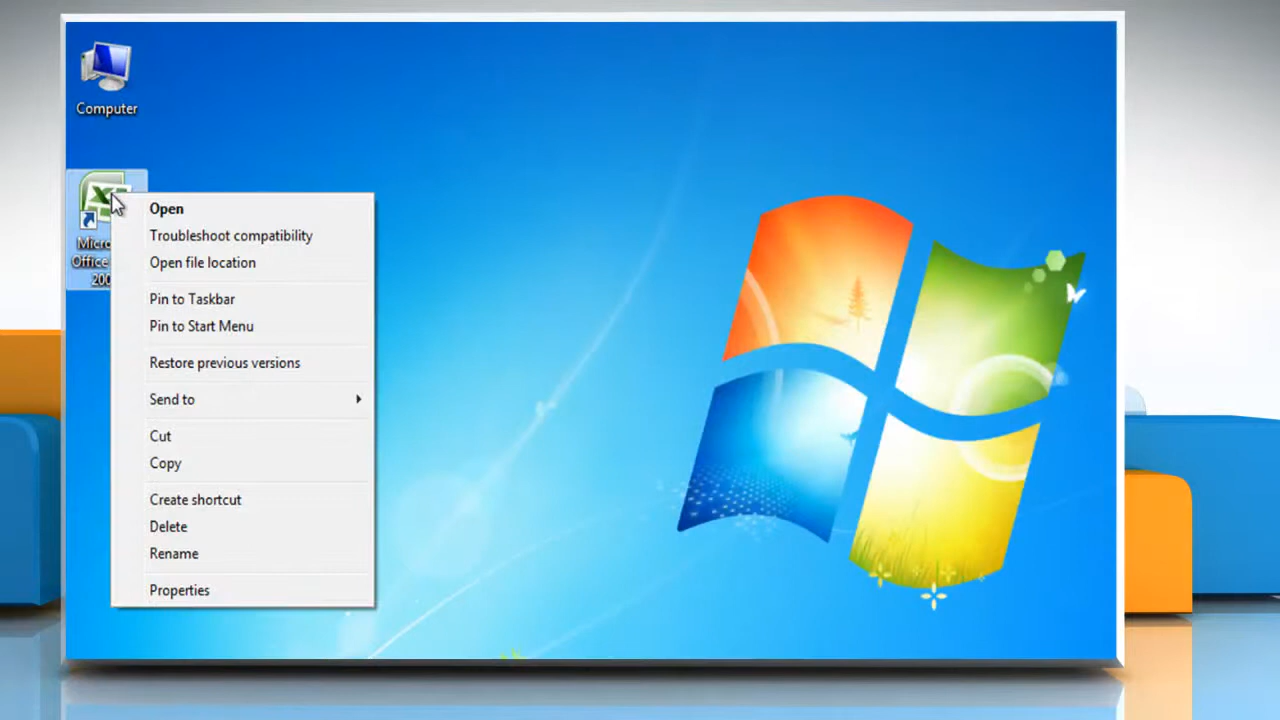 Computer
Micro
Office
200
Open
Troubleshoot compatibility
Open file location
Pin to Taskbar
Pin to Start Menu
Restore previous versions
Send to
Cut
Copy
Create shortcut
Delete
Rename
Properties